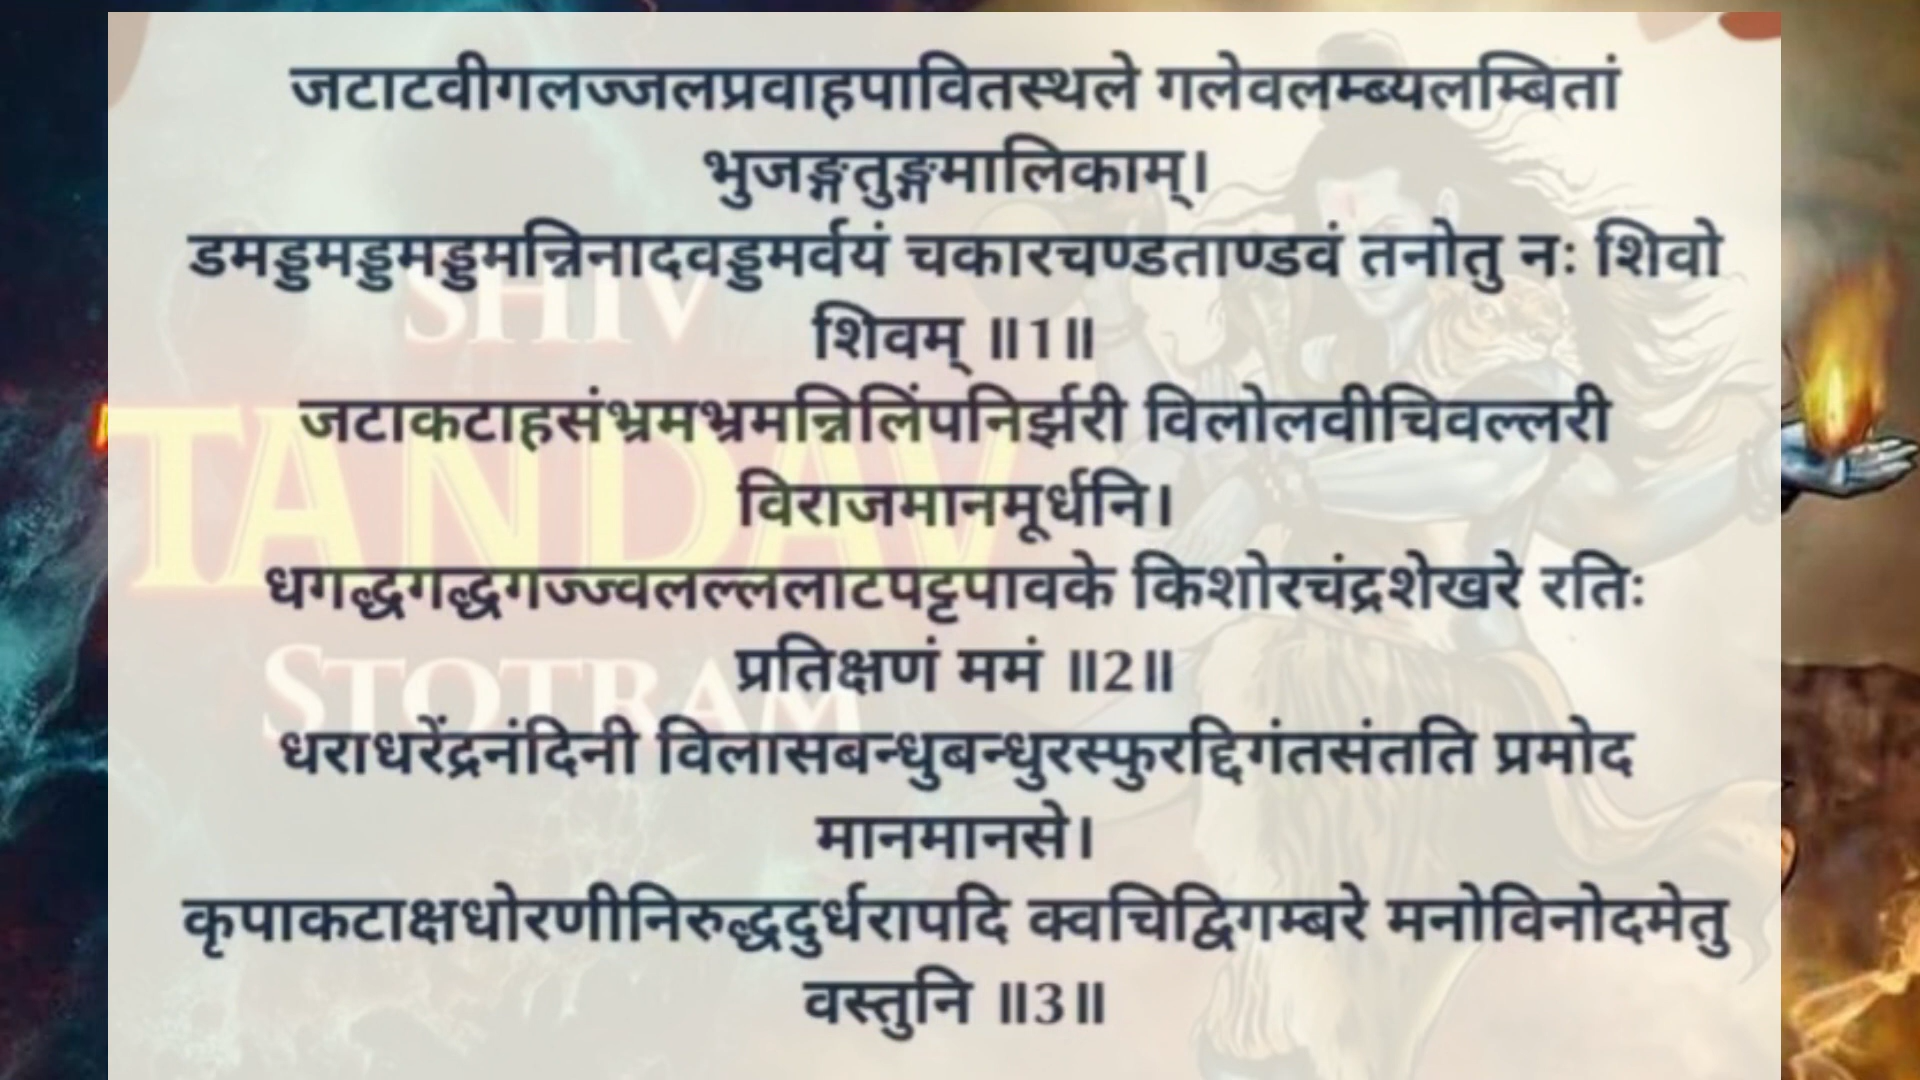 जटाटवीगलज्जलप्रवाहपावितस्थले गलेवलम्ब्यलम्बितां
भुजङ्गतुङ्गमालिकाम्।
डमड्डमड्डमड्डमन्निनादवड्डमर्वयं चकारचण्डताण्डवं तनोतु नः शिवो
शिवम् ॥1॥
SHIV
जटाकटाहसंभ्रमभ्रमन्निलिंपनिर्झरी विलोलवीचिवल्लरी
TANDAV
विराजमानमूर्धनि।
धगद्धगद्धगज्ज्वलल्ललाटपट्टपावके किशोरचंद्रशेखरे रतिः
प्रतिक्षणं ममं ॥2॥
STOTRAM
धराधरेंद्रनंदिनी विलासबन्धुबन्धुरस्फुरद्दिगंतसंतति प्रमोद
मानमानसे।
कृपाकटाक्षधोरणीनिरुद्धदुर्धरापदि क्वचिद्विगम्बरे मनोविनोदमेतु
वस्तुनि ॥3॥